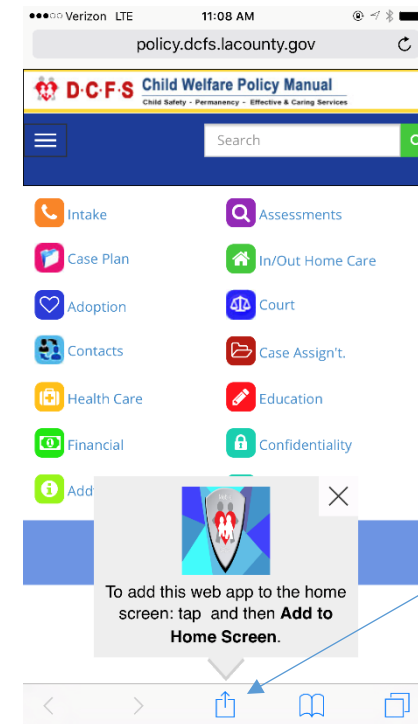 Verizon LTE 11:08 AM
policy.dcfs.lacounty.gov
D·C·F·S Child Welfare Policy Manual
Child Safety - Permanency - Effective & Caring Services
Search
Intake Assessments
Case Plan In/Out Home Care
Adoption Court
Contacts Case Assign't.
Health Care Education
Financial Confidentiality
Add
To add this web app to the home
screen: tap and then Add to
Home Screen.